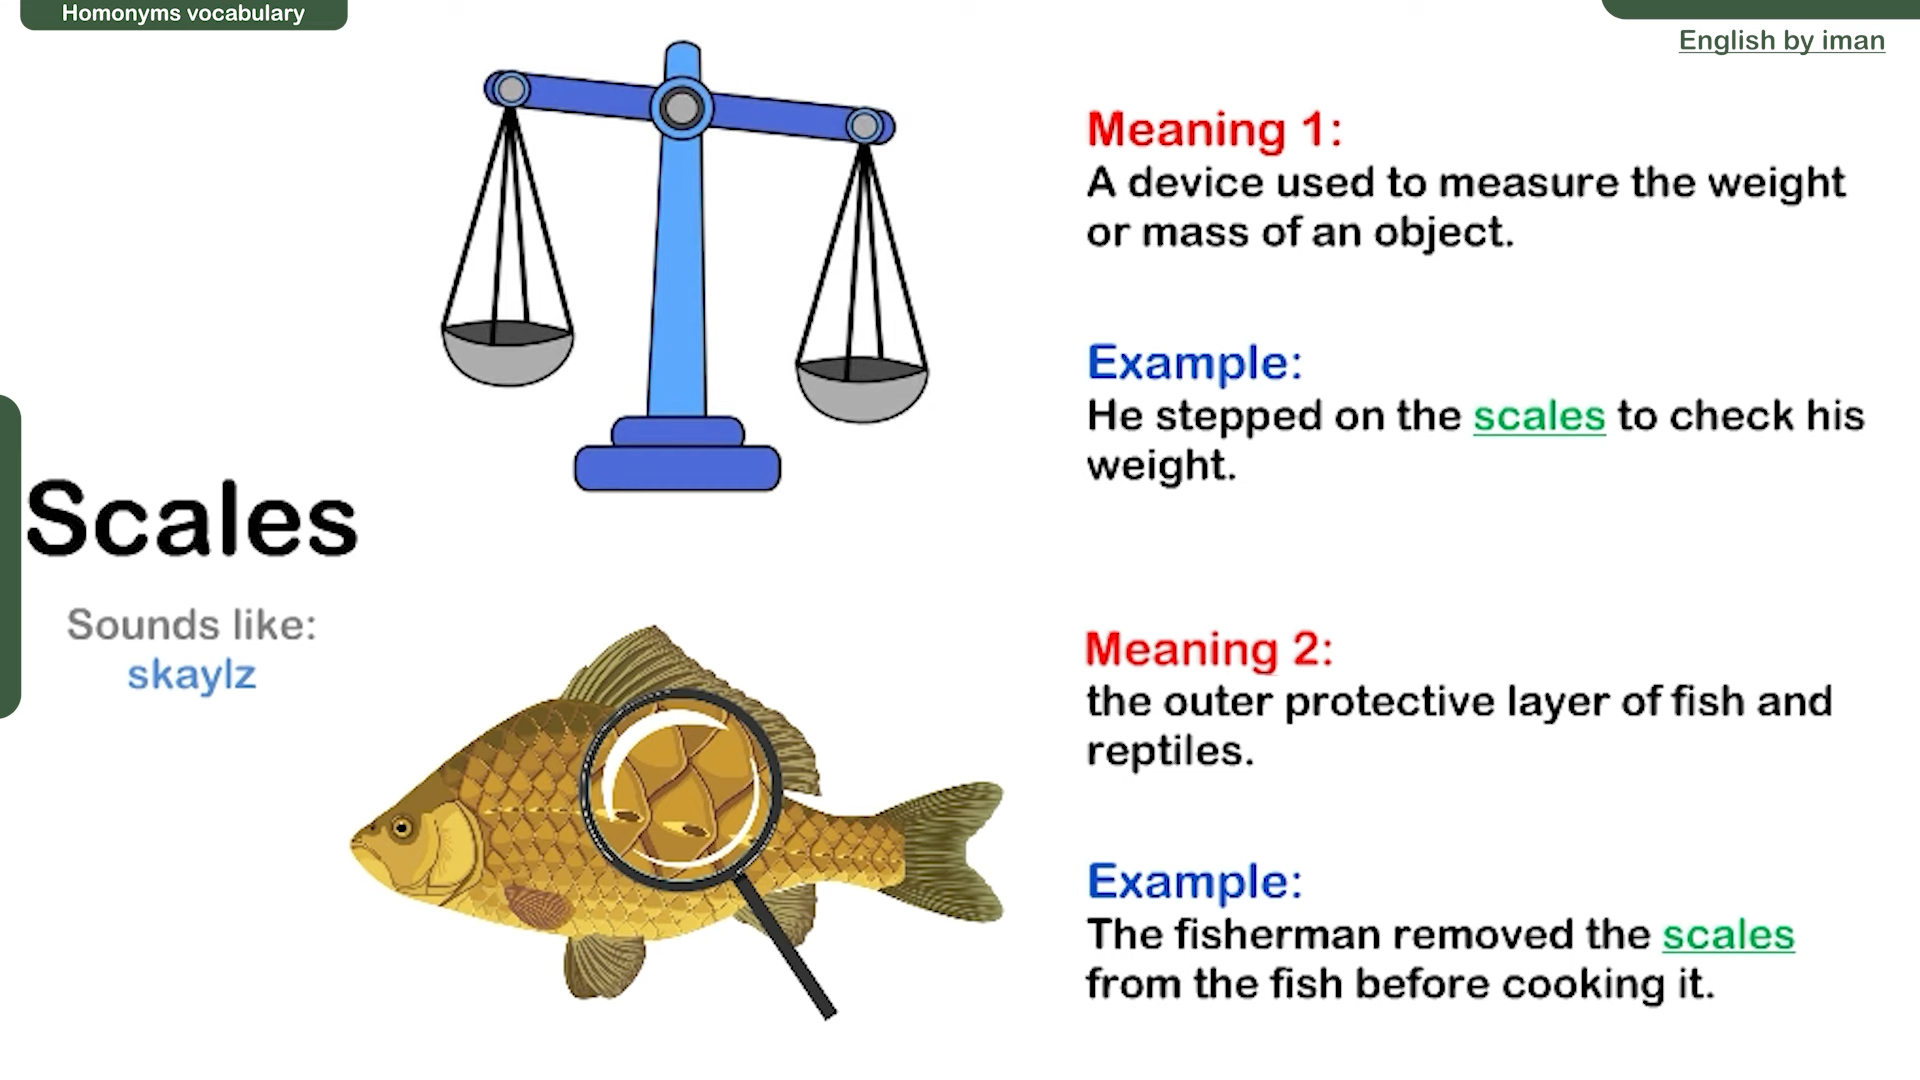 Homonyms vocabulary
English by iman
Scales
Sounds like:
skaylz
Meaning 1:
A device used to measure the weight
or mass of an object.
Example:
He stepped on the scales to check his
weight.
Meaning 2:
the outer protective layer of fish and
reptiles.
Example:
The fisherman removed the scales
from the fish before cooking it.